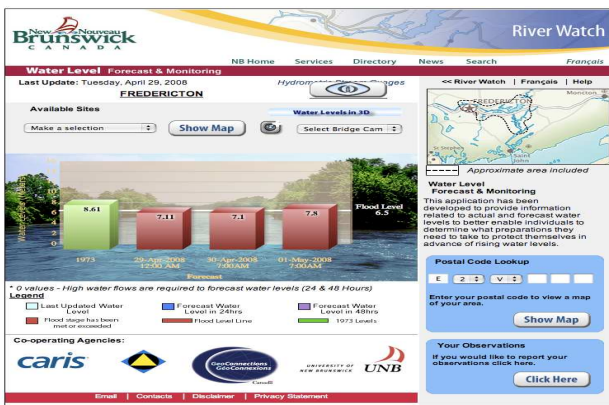 New Nouveau
Brunswick
CANADA
River Watch
NB Home Services Directory News Search Français
Water Level Forecast & Monitoring
Last Update: Tuesday, April 29, 2008
FREDERICTON
Available Sites
Make a selection
Show Map
Water Levels in 3D
Select Bridge Cam
8.61
7.11
7.1
7.8
Flood Level
6.5
1973
29-Apr-2008
12:00 AM
30-Apr-2008
7:00AM
01-May-2008
7:00AM
Forecast
* 0 values - High water flows are required to forecast water levels (24 & 48 Hours)
Legend
Last Updated Water Level
Forecast Water Level in 24hrs
Forecast Water Level in 48hrs
Flood stage has been met or exceeded
Flood Level Line
1973 Levels
Co-operating Agencies:
caris
GeoConnections
GéoConnexions
Canada
UNIVERSITY OF
NEW BRUNSWICK
UNB
Email | Contacts | Disclaimer | Privacy Statement
<< River Watch | Français | Help
FREDERICTON
Moncton
St Stephen
Saint
John
Approximate area included
Water Level
Forecast & Monitoring
This application has been
developed to provide information
related to actual and forecast water
levels to better enable individuals to
determine what preparations they
need to take to protect themselves in
advance of rising water levels.
Postal Code Lookup
E 2 V
Enter your postal code to view a map
of your area.
Show Map
Your Observations
If you would like to report your
observations click here.
Click Here